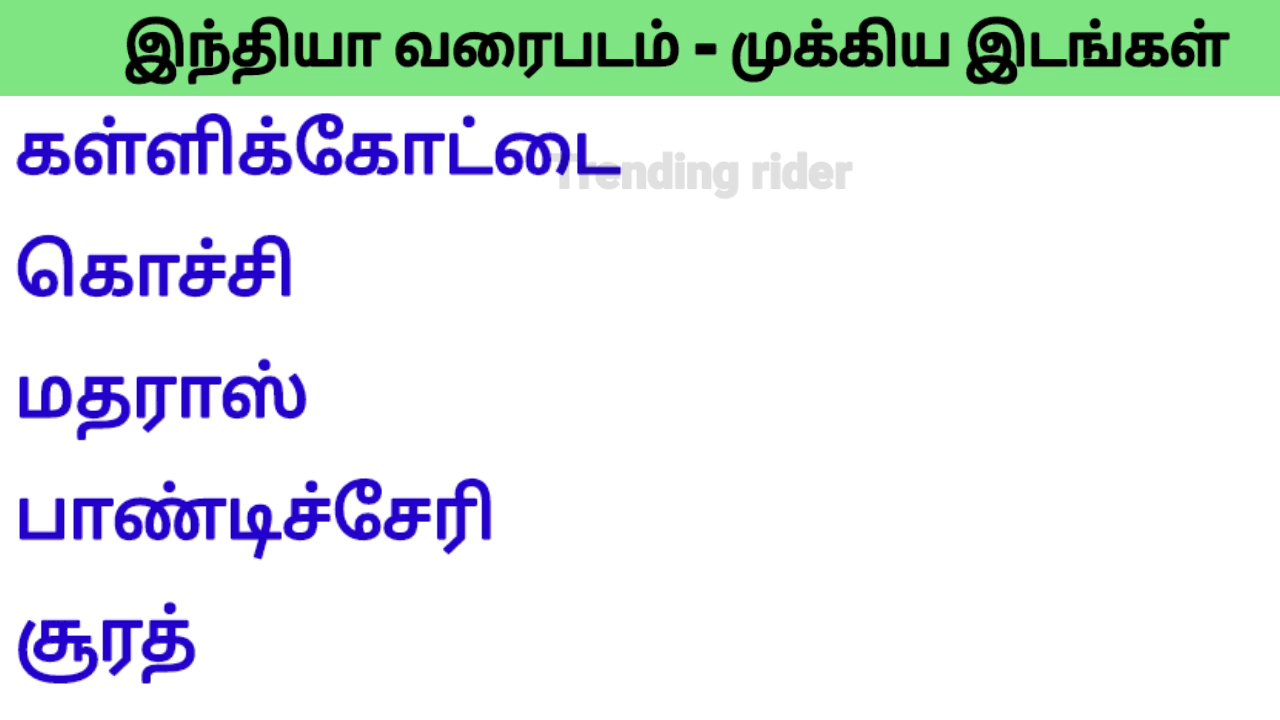 இந்தியா வரைபடம் - முக்கிய இடங்கள்
கள்ளிக்கோட்டை
Trending rider
கொச்சி
மதராஸ்
பாண்டிச்சேரி
சூரத்